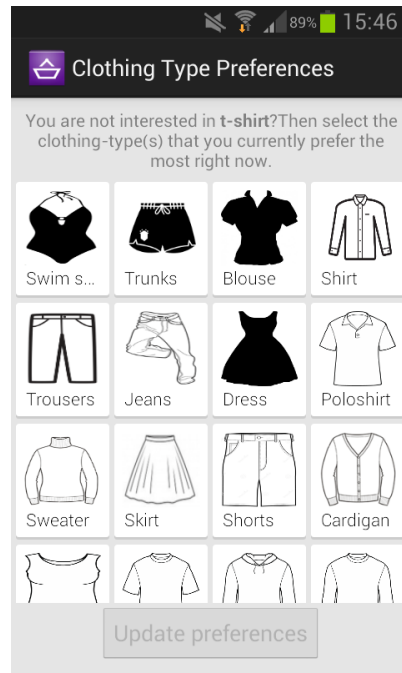 89% 15:46
Clothing Type Preferences
You are not interested in t-shirt?Then select the
clothing-type(s) that you currently prefer the
most right now.
Swim s... Trunks Blouse Shirt
Trousers Jeans Dress Poloshirt
Sweater Skirt Shorts Cardigan
Update preferences